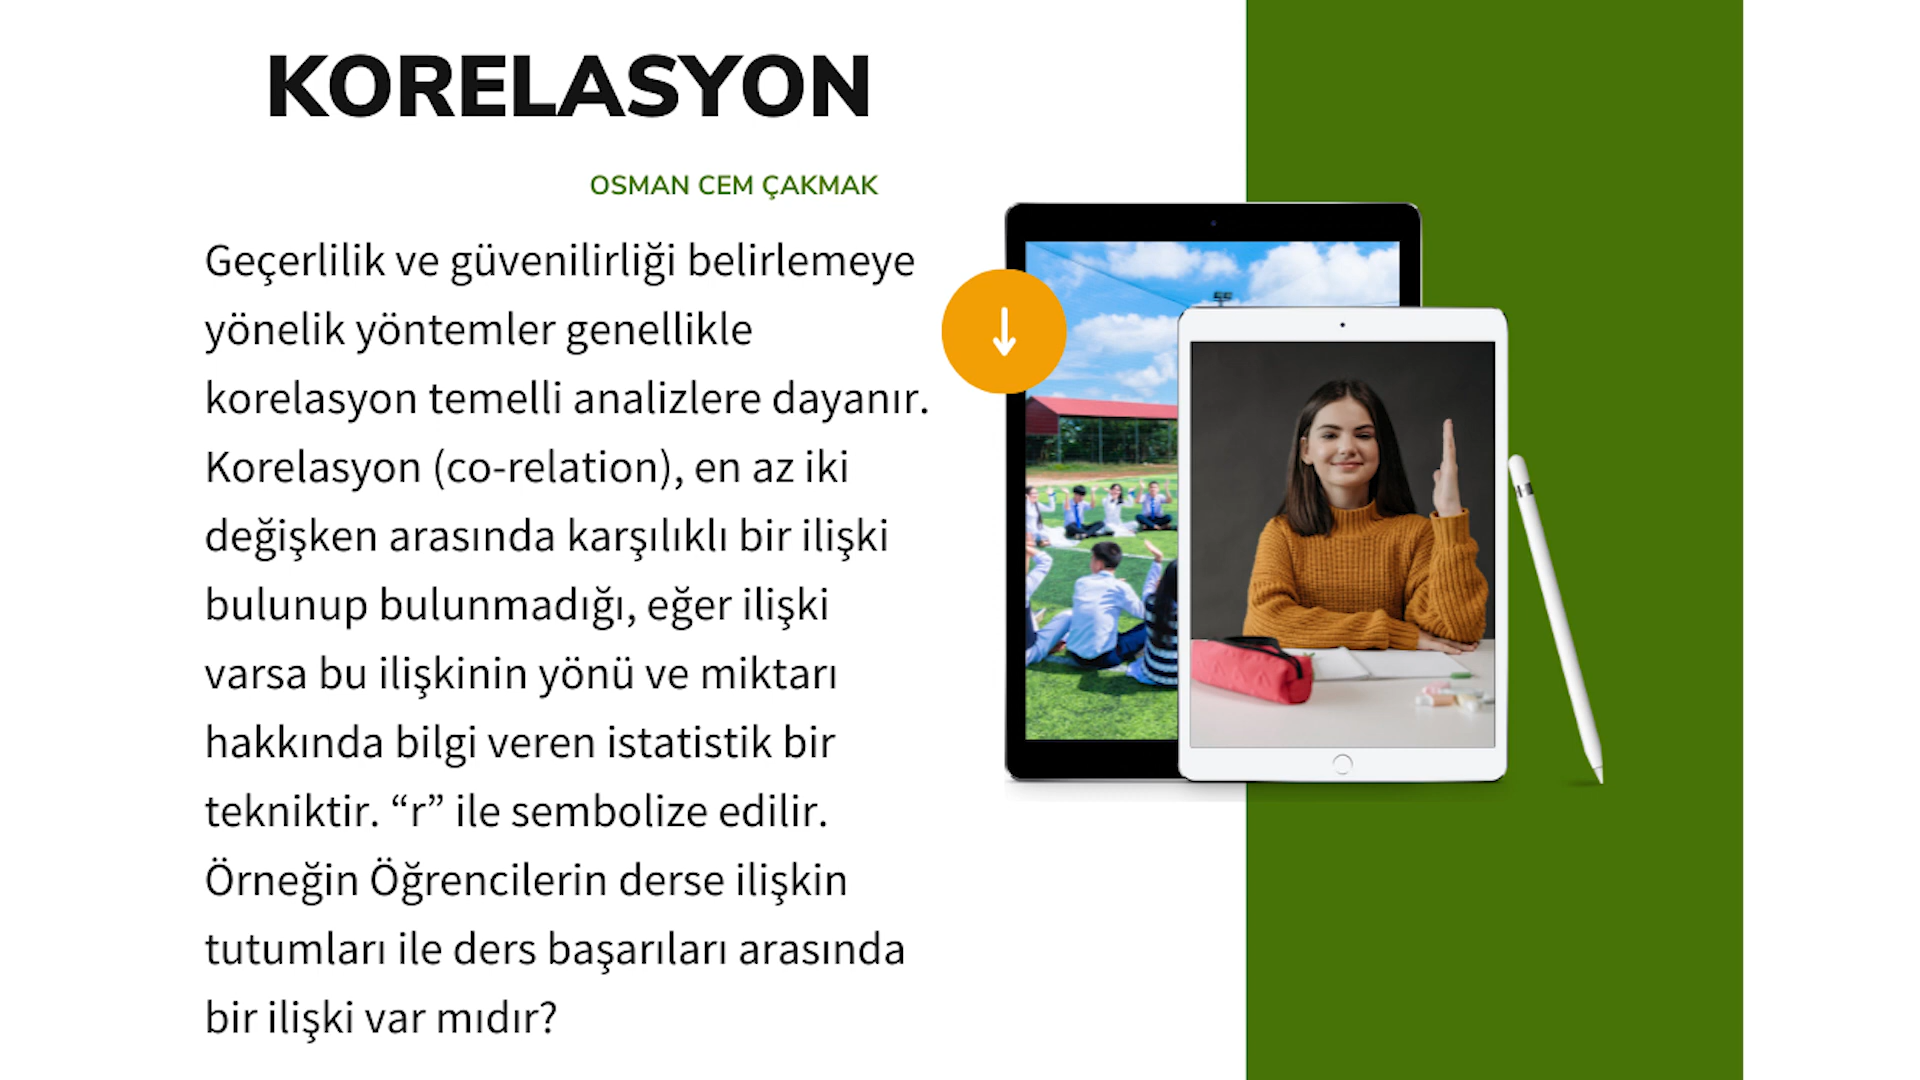 KORELASYON
OSMAN CEM ÇAKMAK
Geçerlilik ve güvenilirliği belirlemeye
yönelik yöntemler genellikle
korelasyon temelli analizlere dayanır.
Korelasyon (co-relation), en az iki
değişken arasında karşılıklı bir ilişki
bulunup bulunmadığı, eğer ilişki
varsa bu ilişkinin yönü ve miktarı
hakkında bilgi veren istatistik bir
tekniktir. “r” ile sembolize edilir.
Örneğin Öğrencilerin derse ilişkin
tutumları ile ders başarıları arasında
bir ilişki var mıdır?